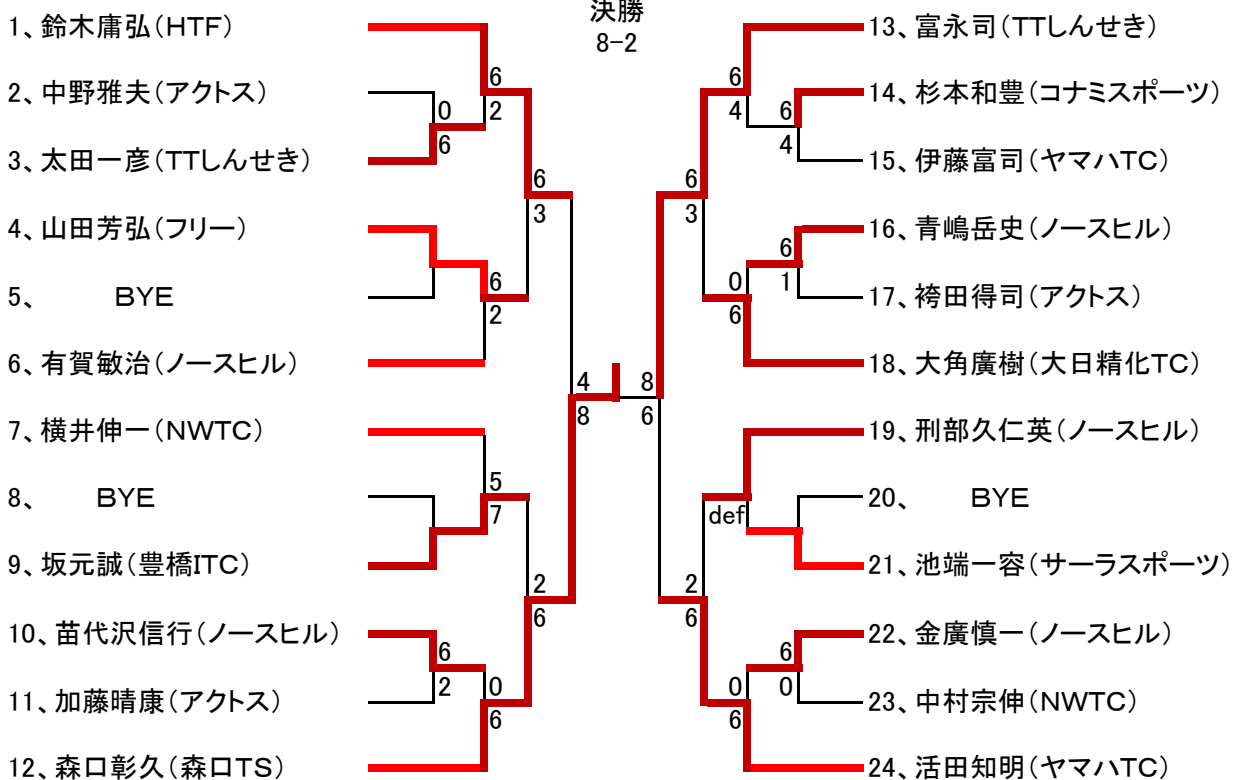 決勝
8-2
1、鈴木庸弘（HTF）
2、中野雅夫（アクトス）
3、太田一彦（TTしんせき）
4、山田芳弘（フリー）
5、 BYE
6、有賀敏治（ノースヒル）
7、横井伸一（NWTC）
8、 BYE
9、坂元誠（豊橋ITC）
10、苗代沢信行（ノースヒル）
11、加藤晴康（アクトス）
12、森口彰久（森口TS）
6
2
0
6
6
3
6
2
4
8
5
7
2
6
6
2
0
6
13、富永司（TTしんせき）
14、杉本和豊（コナミスポーツ）
15、伊藤富司（ヤマハTC）
16、青嶋岳史（ノースヒル）
17、袴田得司（アクトス）
18、大角廣樹（大日精化TC）
19、刑部久仁英（ノースヒル）
20、 BYE
21、池端一容（サーラスポーツ）
22、金廣慎一（ノースヒル）
23、中村宗伸（NWTC）
24、活田知明（ヤマハTC）
6
4
6
4
6
3
6
1
0
6
8
6
def
2
6
6
0
0
6